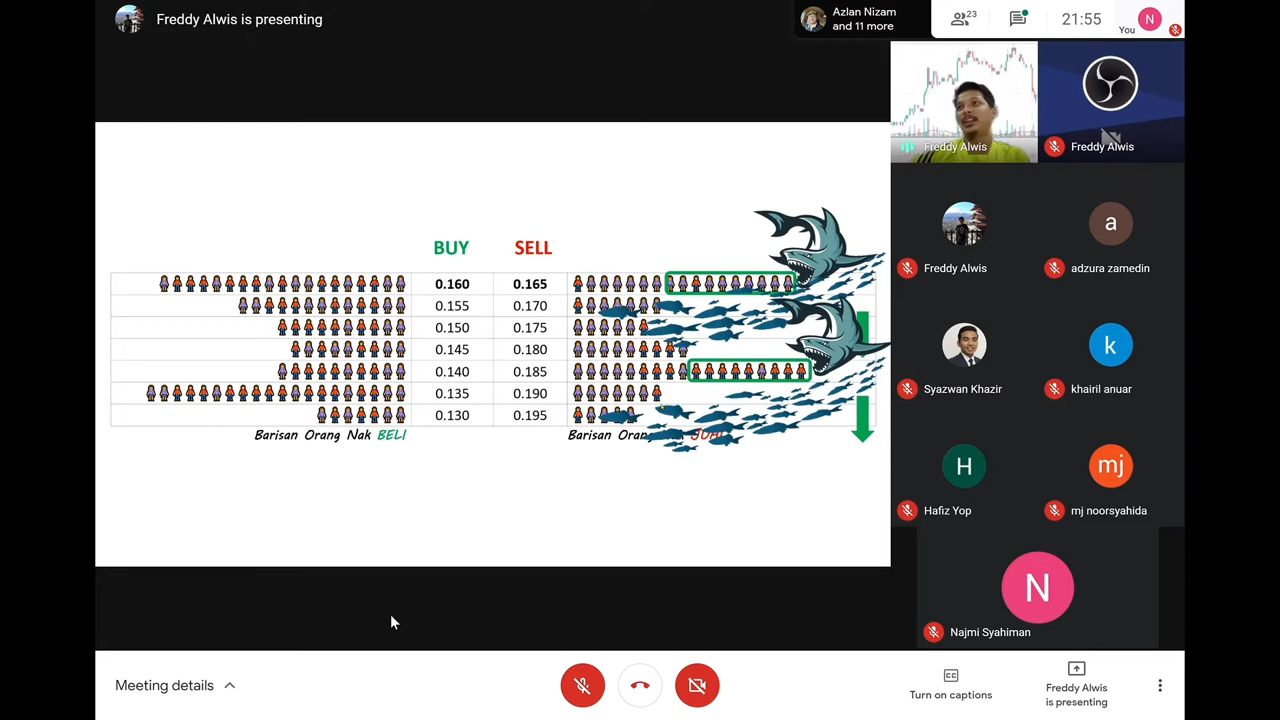 Freddy Alwis is presenting
Azlan Nizam
and 11 more
23
21:55
You
N
Freddy Alwis
Freddy Alwis
Freddy Alwis
a
adzura zamedin
Syazwan Khazir
k
khairil anuar
H
Hafiz Yop
mj
mj noorsyahida
N
Najmi Syahiman
BUY SELL
0.160 0.165
0.155 0.170
0.150 0.175
0.145 0.180
0.140 0.185
0.135 0.190
0.130 0.195
Barisan Orang Nak BELI
Barisan Orang
Meeting details
Turn on captions
Freddy Alwis
is presenting